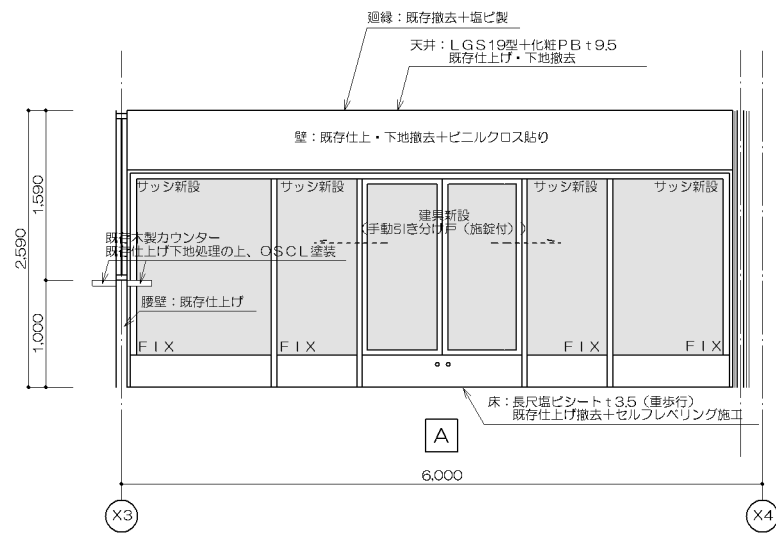 廻縁：既存撤去＋塩ビ製
天井：ＬＧＳ19型＋化粧ＰＢｔ9.5
既存仕上げ・下地撤去
壁：既存仕上・下地撤去＋ビニルクロス貼り
サッシ新設
サッシ新設
サッシ新設
サッシ新設
建具新設
（手動引き分け戸（施錠付））
既存木製カウンター
既存仕上げ下地処理の上、ＯＳＣＬ塗装
腰壁：既存仕上げ
ＦＩＸ
ＦＩＸ
ＦＩＸ
ＦＩＸ
2,590
1,590
1,000
床：長尺塩ビシートｔ3.5（重歩行）
既存仕上げ撤去＋セルフレベリング施工
A
6,000
X3
X4